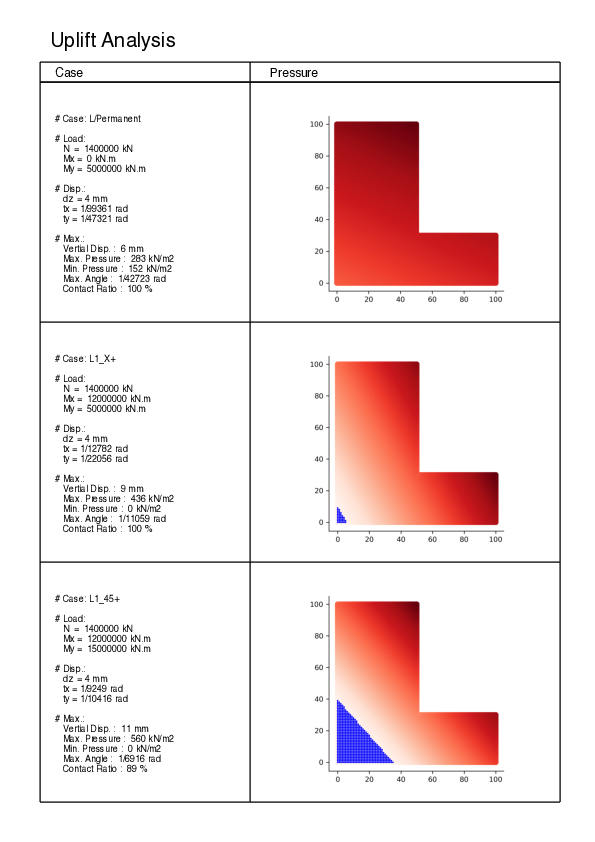 Uplift Analysis
Case Pressure
# Case: L/Permanent
# Load:
N = 1400000 kN
Mx = 0 kN.m
My = 5000000 kN.m
# Disp.:
dz = 4 mm
tx = 1/99361 rad
ty = 1/47321 rad
# Max.:
Vertial Disp. : 6 mm
Max. Pressure : 283 kN/m2
Min. Pressure : 152 kN/m2
Max. Angle : 1/42723 rad
Contact Ratio : 100 %
100
80
60
40
20
0
0 20 40 60 80 100
# Case: L1_X+
# Load:
N = 1400000 kN
Mx = 12000000 kN.m
My = 5000000 kN.m
# Disp.:
dz = 4 mm
tx = 1/12782 rad
ty = 1/22056 rad
# Max.:
Vertial Disp. : 9 mm
Max. Pressure : 436 kN/m2
Min. Pressure : 0 kN/m2
Max. Angle : 1/11059 rad
Contact Ratio : 100 %
100
80
60
40
20
0
0 20 40 60 80 100
# Case: L1_45+
# Load:
N = 1400000 kN
Mx = 12000000 kN.m
My = 15000000 kN.m
# Disp.:
dz = 4 mm
tx = 1/9249 rad
ty = 1/10416 rad
# Max.:
Vertial Disp. : 11 mm
Max. Pressure : 560 kN/m2
Min. Pressure : 0 kN/m2
Max. Angle : 1/6916 rad
Contact Ratio : 89 %
100
80
60
40
20
0
0 20 40 60 80 100